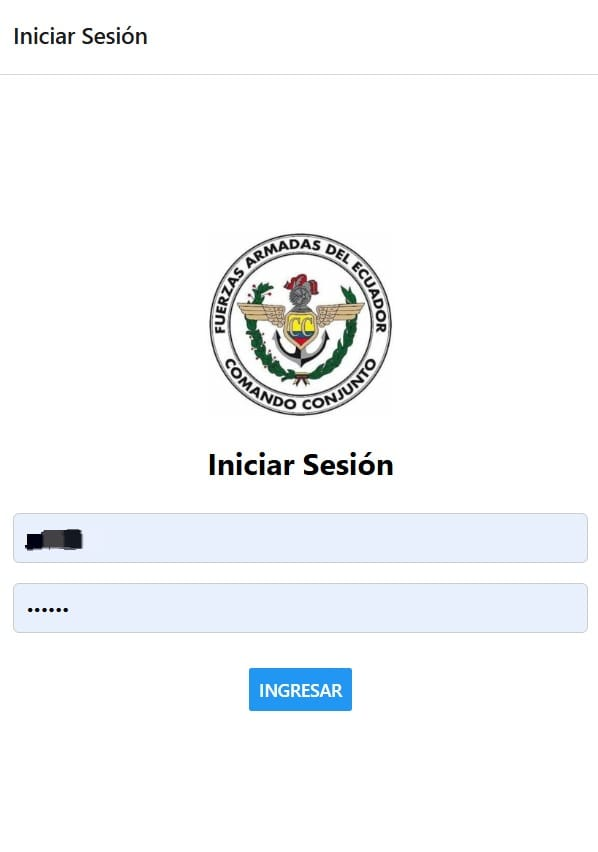 Iniciar Sesión
FUERZAS ARMADAS DEL ECUADOR
CC
COMANDO CONJUNTO
Iniciar Sesión
••••••
INGRESAR